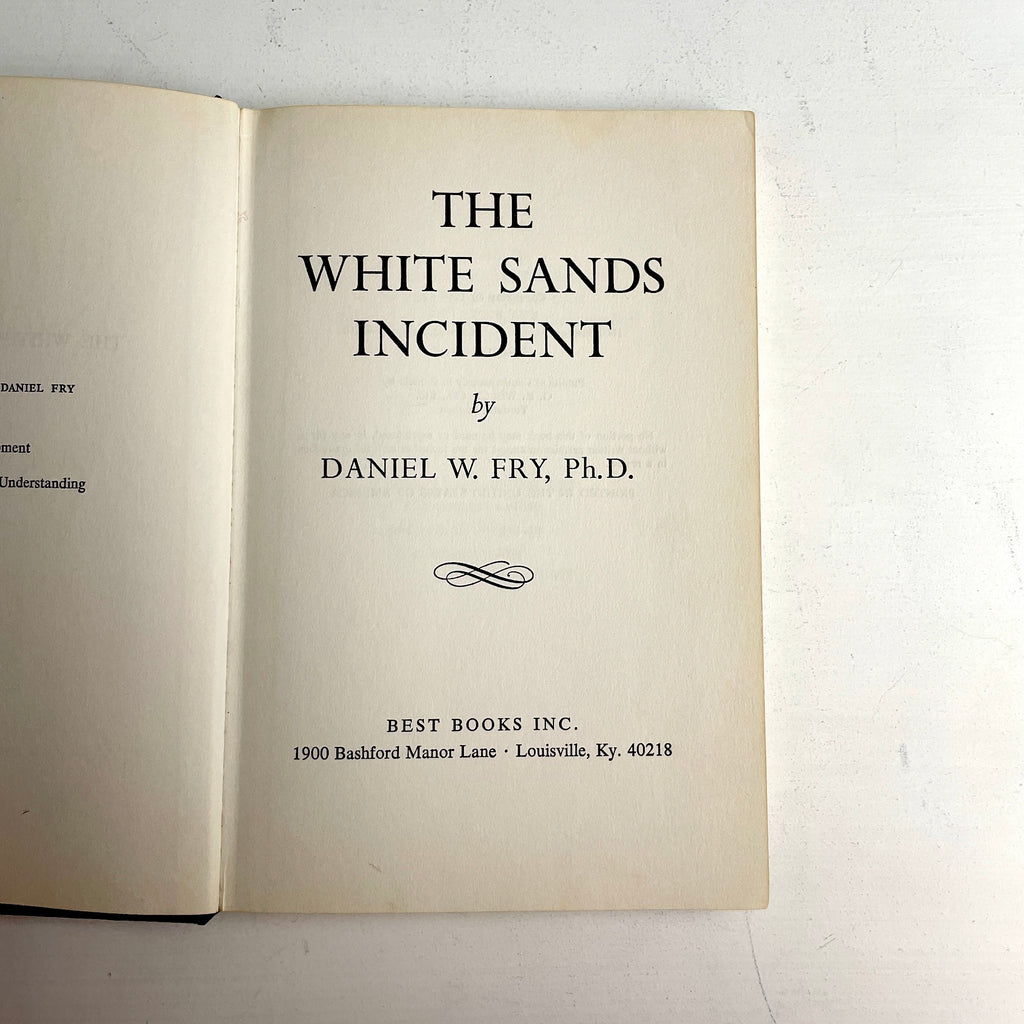 DANIEL FRY
Understanding
THE
WHITE SANDS
INCIDENT
by
DANIEL W. FRY, Ph.D.
BEST BOOKS INC.
1900 Bashford Manor Lane · Louisville, Ky. 40218